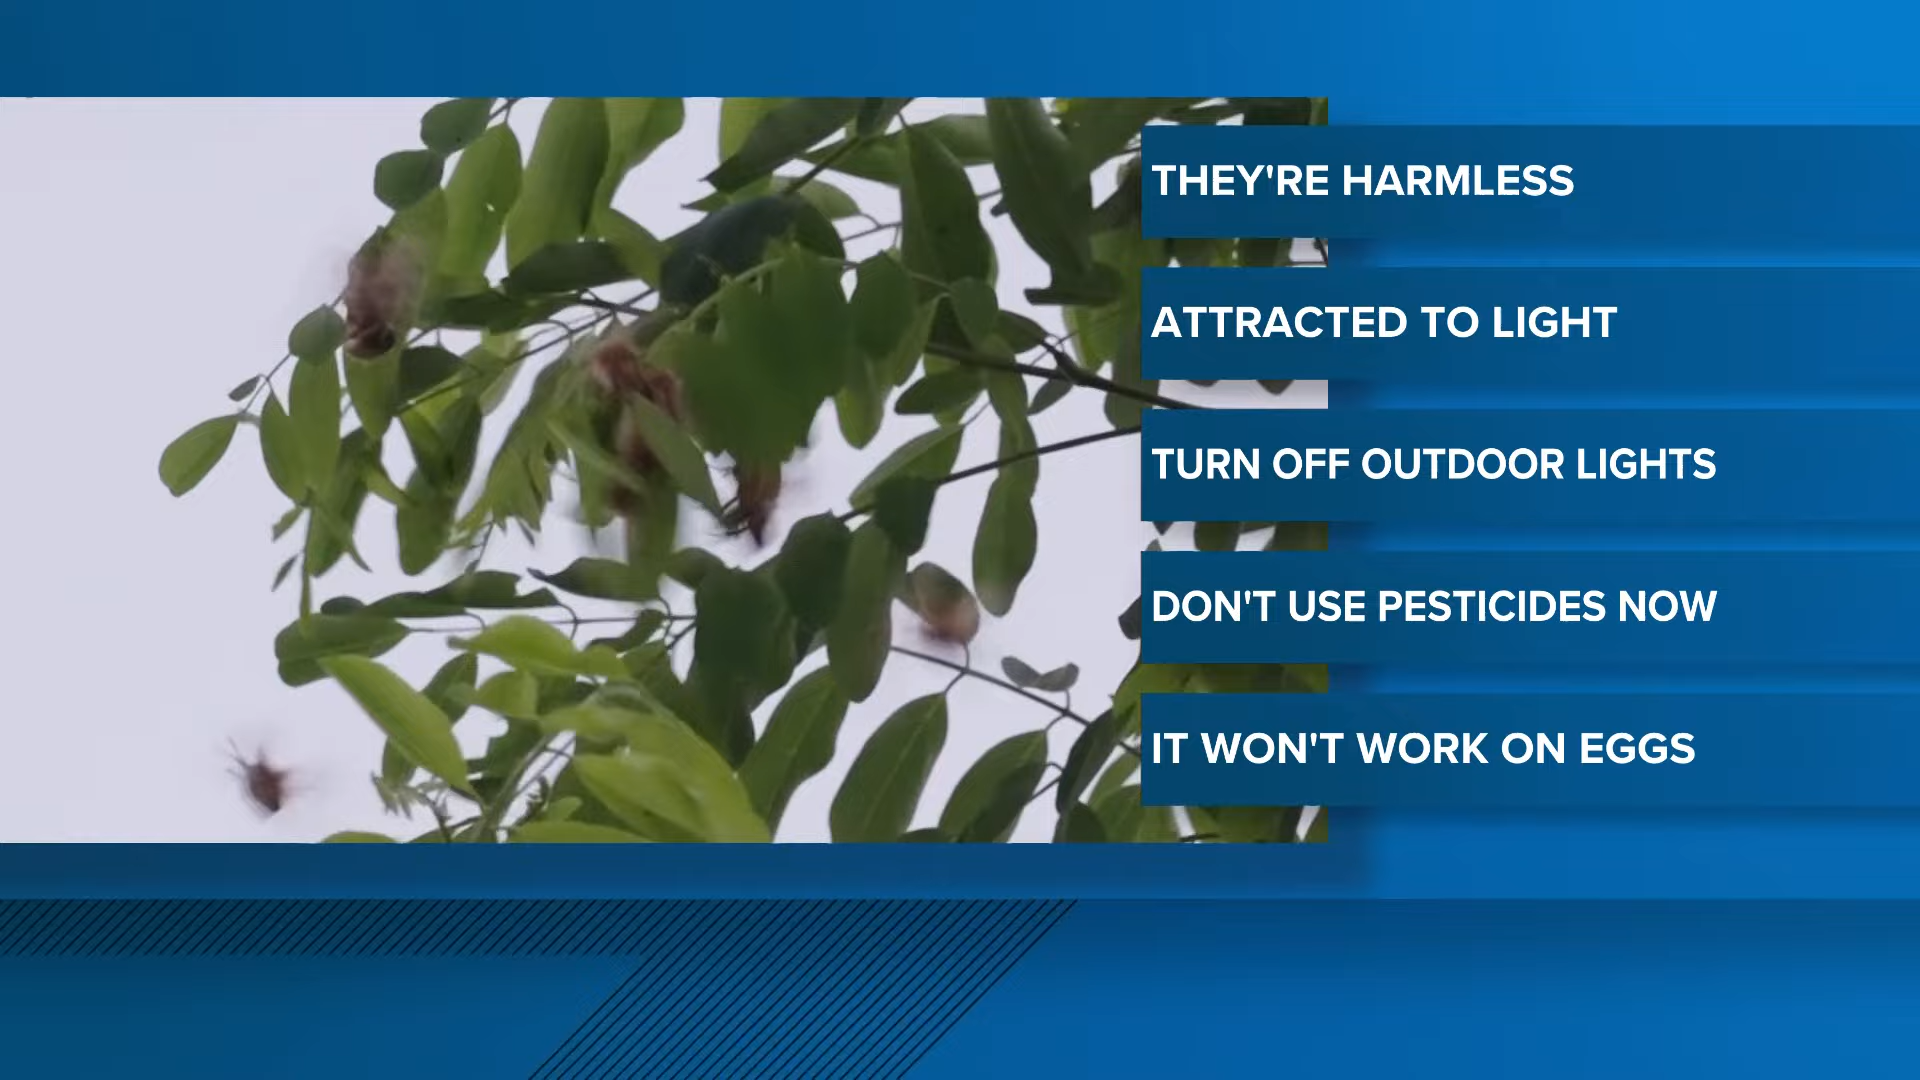 THEY'RE HARMLESS
ATTRACTED TO LIGHT
TURN OFF OUTDOOR LIGHTS
DON'T USE PESTICIDES NOW
IT WON'T WORK ON EGGS